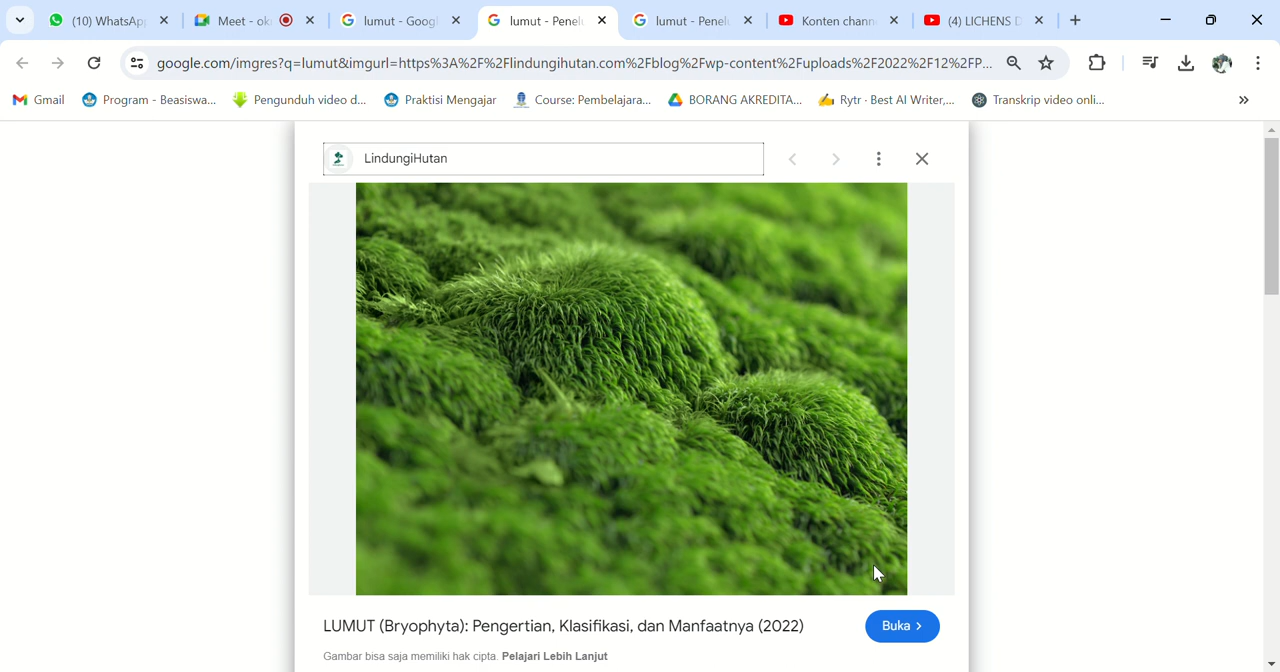 (10) WhatsAp
Meet - ok
lumut - Googl
lumut - Penelu
lumut - Penelu
Konten chann
(4) LICHENS D
google.com/imgres?q=lumut&imgurl=https%3A%2F%2Flindungihutan.com%2Fblog%2Fwp-content%2Fuploads%2F2022%2F12%2FP...
Gmail
Program - Beasiswa...
Pengunduh video d...
Praktisi Mengajar
Course: Pembelajara...
BORANG AKREDITA...
Rytr - Best AI Writer,...
Transkrip video onli...
LindungiHutan
LUMUT (Bryophyta): Pengertian, Klasifikasi, dan Manfaatnya (2022)
Buka
Gambar bisa saja memiliki hak cipta. Pelajari Lebih Lanjut